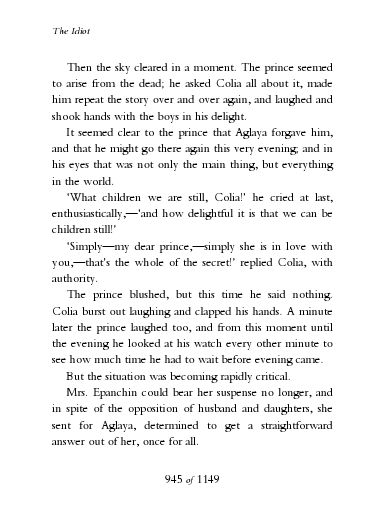 The Idiot
Then the sky cleared in a moment. The prince seemed
to arise from the dead; he asked Colia all about it, made
him repeat the story over and over again, and laughed and
shook hands with the boys in his delight.
It seemed clear to the prince that Aglaya forgave him,
and that he might go there again this very evening; and in
his eyes that was not only the main thing, but everything
in the world.
‘What children we are still, Colia!’ he cried at last,
enthusiastically,—‘and how delightful it is that we can be
children still!’
‘Simply—my dear prince,—simply she is in love with
you,—that’s the whole of the secret!’ replied Colia, with
authority.
The prince blushed, but this time he said nothing.
Colia burst out laughing and clapped his hands. A minute
later the prince laughed too, and from this moment until
the evening he looked at his watch every other minute to
see how much time he had to wait before evening came.
But the situation was becoming rapidly critical.
Mrs. Epanchin could bear her suspense no longer, and
in spite of the opposition of husband and daughters, she
sent for Aglaya, determined to get a straightforward
answer out of her, once for all.
945 of 1149